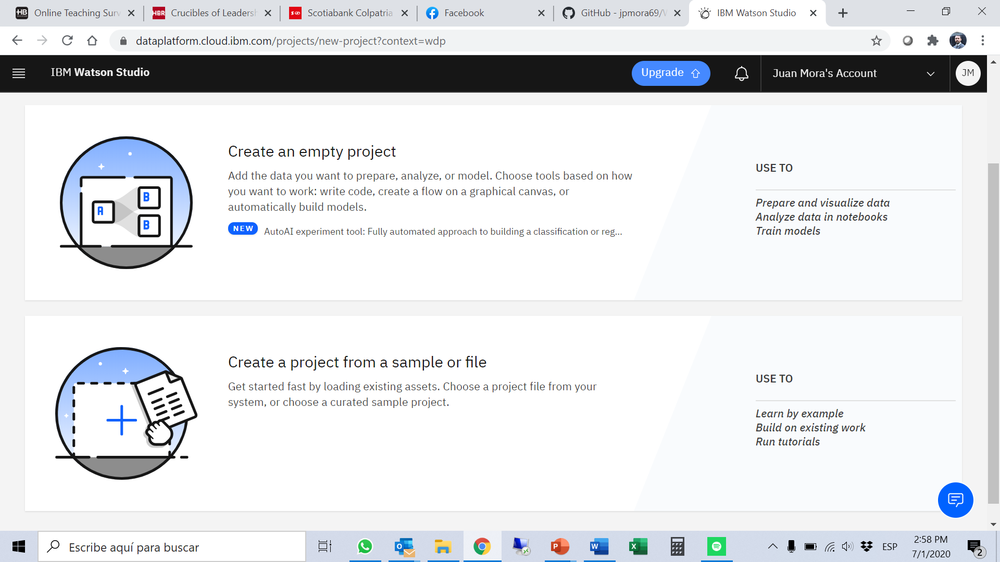 Online Teaching Surv
Crucibles of Leadersh
Scotiabank Colpatria
Facebook
GitHub - jpmora69/W
IBM Watson Studio
dataplatform.cloud.ibm.com/projects/new-project?context=wdp
IBM Watson Studio
Upgrade
Juan Mora's Account
JM
Create an empty project
Add the data you want to prepare, analyze, or model. Choose tools based on how
you want to work: write code, create a flow on a graphical canvas, or
automatically build models.
NEW AutoAI experiment tool: Fully automated approach to building a classification or reg...
A
B
B
USE TO
Prepare and visualize data
Analyze data in notebooks
Train models
Create a project from a sample or file
Get started fast by loading existing assets. Choose a project file from your
system, or choose a curated sample project.
USE TO
Learn by example
Build on existing work
Run tutorials
Escribe aquí para buscar
ESP
2:58 PM
7/1/2020
2